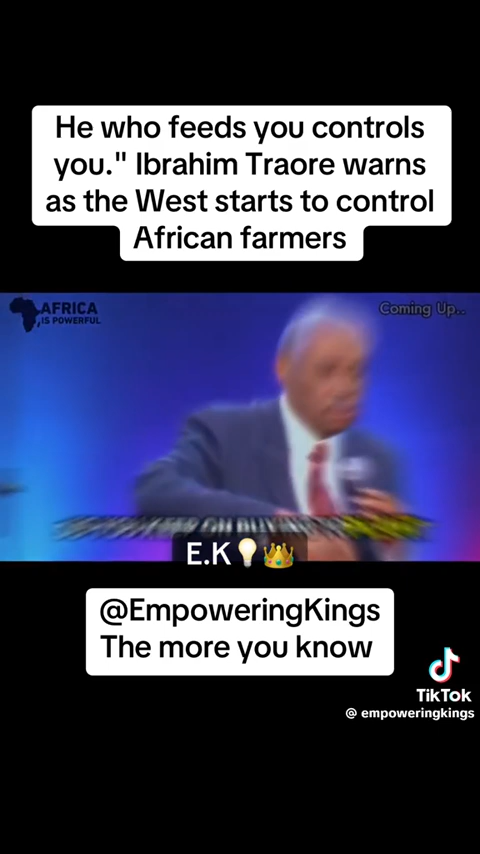 He who feeds you controls
you." Ibrahim Traore warns
as the West starts to control
African farmers
AFRICA
IS POWERFUL
Coming Up..
E.K💡👑
@EmpoweringKings
The more you know
TikTok
@ empoweringkings